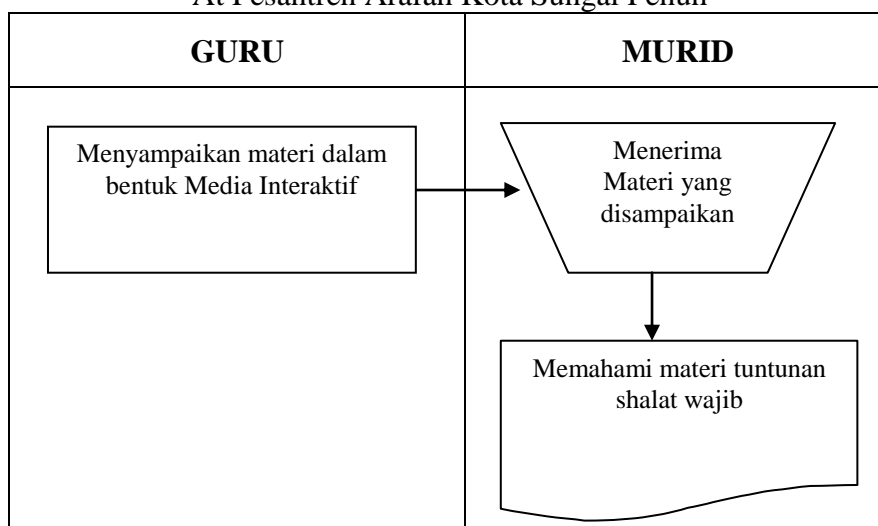 At Pesantren Arafah Kota Sungai Penuh
GURU
MURID
Menyampaikan materi dalam
bentuk Media Interaktif
Menerima
Materi yang
disampaikan
Memahami materi tuntunan
shalat wajib